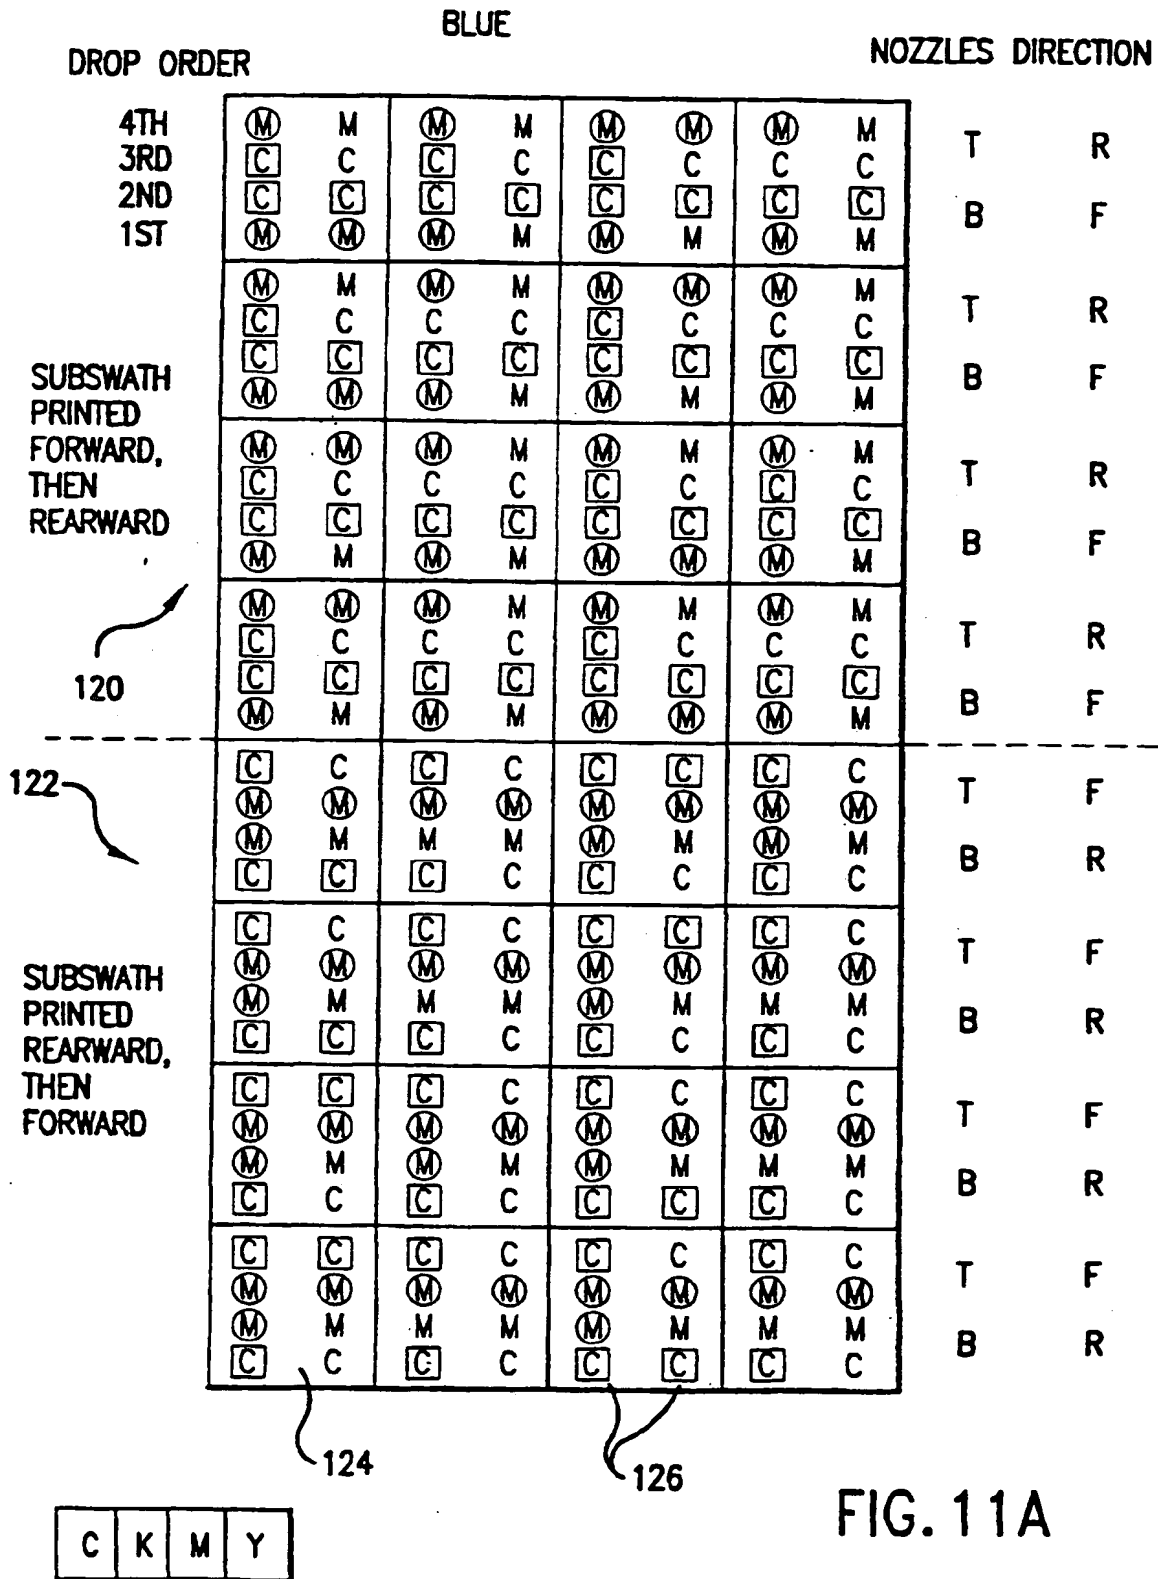 BLUE
DROP ORDER NOZZLES DIRECTION
4TH M M M M M M M M T R
3RD C C C C C C C C
2ND C C C C C C C C B F
1ST M M M M M M M M
M M M M M M M M T R
C C C C C C C C
C C C C C C C C B F
M M M M M M M M
SUBSWATH
PRINTED
FORWARD,
THEN
REARWARD
M M M M M M M M T R
C C C C C C C C
C C C C C C C C B F
M M M M M M M M
M M M M M M M M T R
C C C C C C C C
C C C C C C C C B F
M M M M M M M M
120
122
C C C C C C C C T F
M M M M M M M M
M M M M M M M M B R
C C C C C C C C
C C C C C C C C T F
M M M M M M M M
M M M M M M M M B R
C C C C C C C C
SUBSWATH
PRINTED
REARWARD,
THEN
FORWARD
C C C C C C C C T F
M M M M M M M M
M M M M M M M M B R
C C C C C C C C
C C C C C C C C T F
M M M M M M M M
M M M M M M M M B R
C C C C C C C C
124
126
C K M Y
FIG. 11A